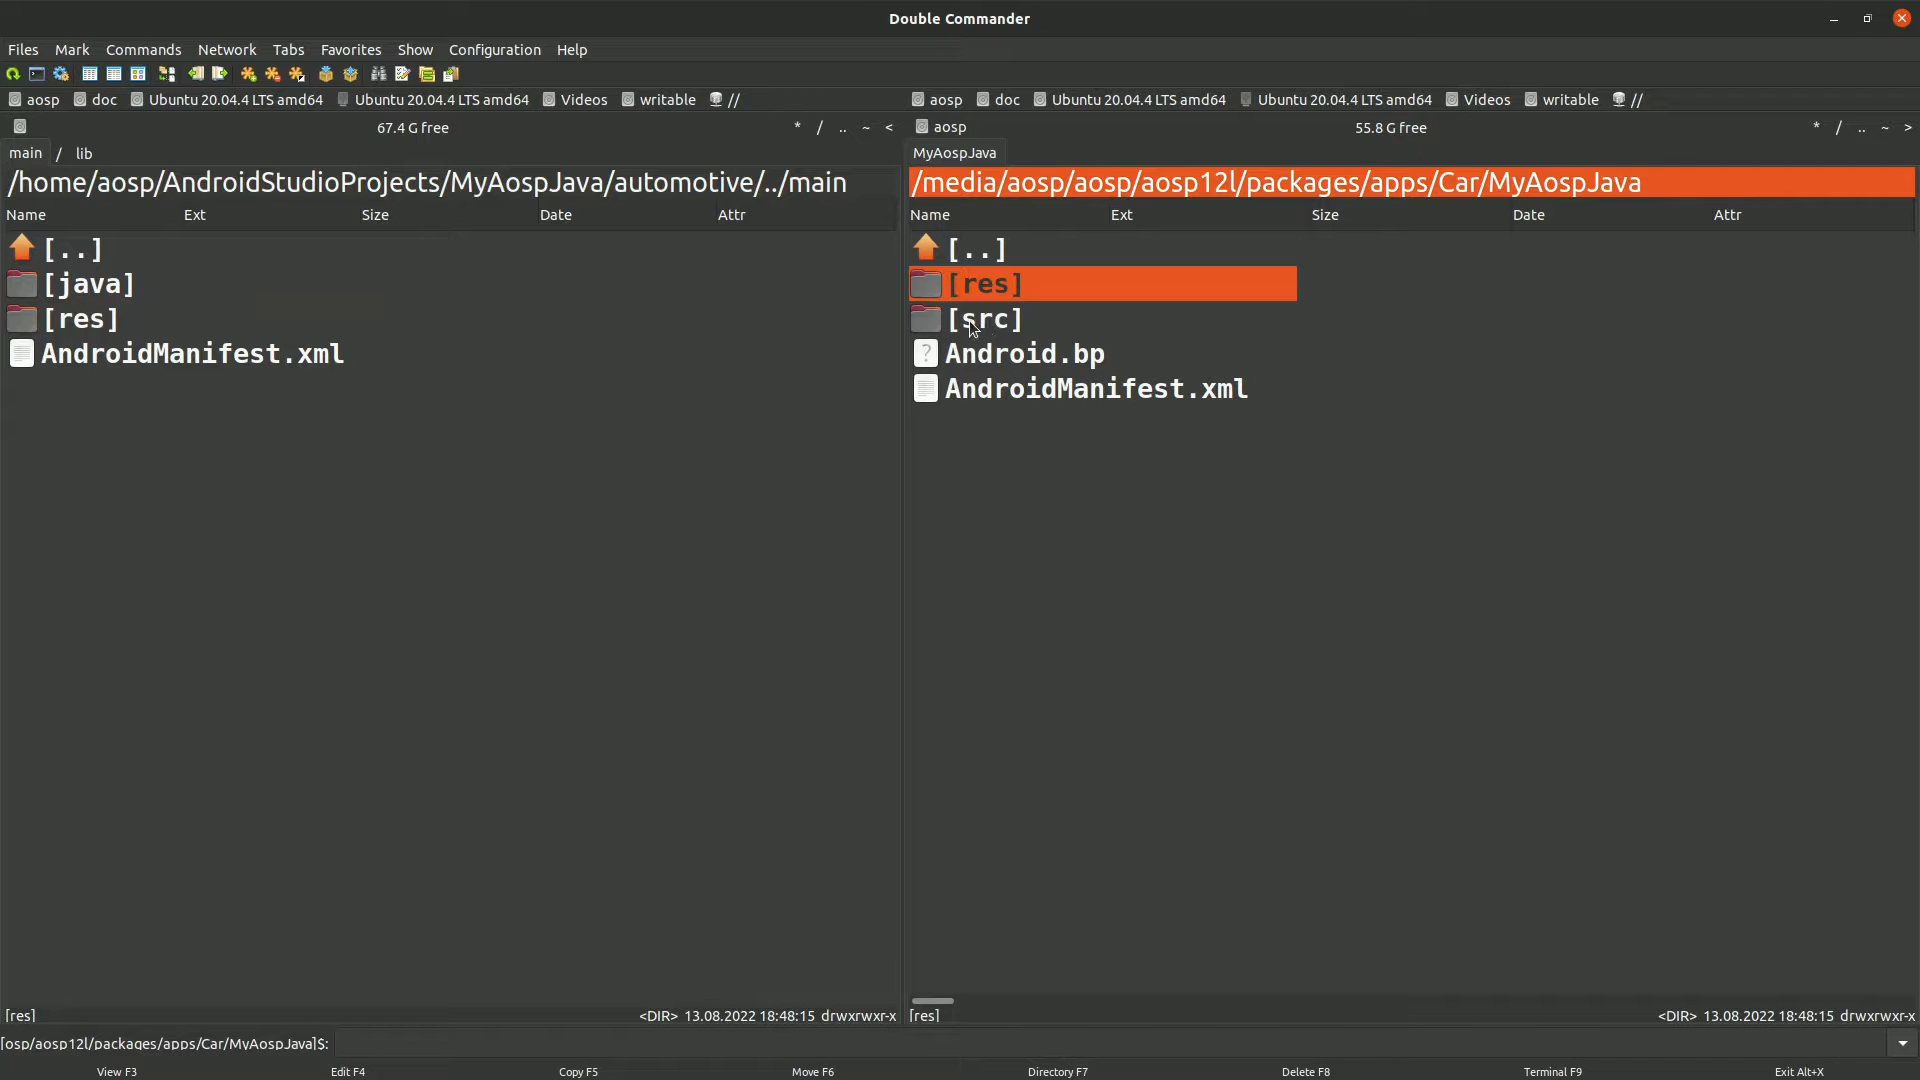 Double Commander
Files Mark Commands Network Tabs Favorites Show Configuration Help
aosp doc Ubuntu 20.04.4 LTS amd64 Ubuntu 20.04.4 LTS amd64 Videos writable //
aosp doc Ubuntu 20.04.4 LTS amd64 Ubuntu 20.04.4 LTS amd64 Videos writable //
67.4 G free * / .. ~ <
aosp 55.8 G free * / .. ~ >
main / lib
MyAospJava
/home/aosp/AndroidStudioProjects/MyAospJava/automotive/../main
/media/aosp/aosp/aosp12l/packages/apps/Car/MyAospJava
Name Ext Size Date Attr
Name Ext Size Date Attr
[..]
[java]
[res]
AndroidManifest.xml
[..]
[res]
[src]
? Android.bp
AndroidManifest.xml
[res] <DIR> 13.08.2022 18:48:15 drwxrwxr-x
[res] <DIR> 13.08.2022 18:48:15 drwxrwxr-x
[osp/aosp12l/packages/apps/Car/MyAospJava]$:
View F3 Edit F4 Copy F5 Move F6 Directory F7 Delete F8 Terminal F9 Exit Alt+X